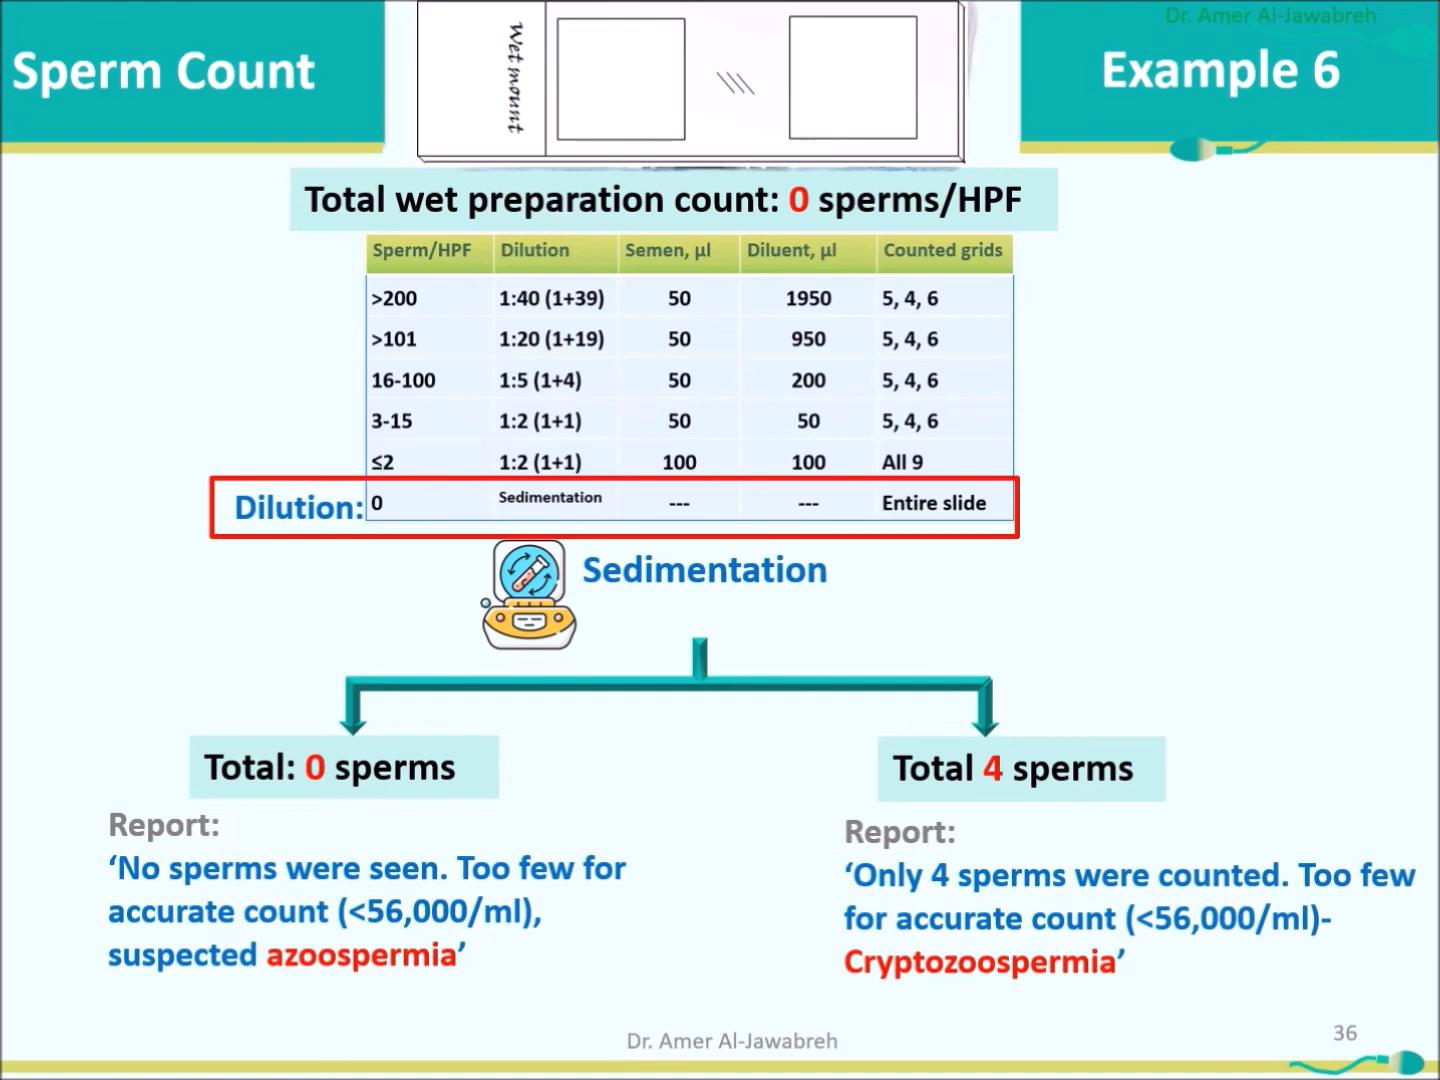 Dr. Amer Al-Jawabreh
Sperm Count
Wet mount
Example 6
Total wet preparation count: 0 sperms/HPF
Sperm/HPF Dilution Semen, µl Diluent, µl Counted grids
>200 1:40 (1+39) 50 1950 5, 4, 6
>101 1:20 (1+19) 50 950 5, 4, 6
16-100 1:5 (1+4) 50 200 5, 4, 6
3-15 1:2 (1+1) 50 50 5, 4, 6
≤2 1:2 (1+1) 100 100 All 9
Dilution: 0 Sedimentation --- --- Entire slide
Sedimentation
Total: 0 sperms
Report:
‘No sperms were seen. Too few for
accurate count (<56,000/ml),
suspected azoospermia’
Total 4 sperms
Report:
‘Only 4 sperms were counted. Too few
for accurate count (<56,000/ml)-
Cryptozoospermia’
Dr. Amer Al-Jawabreh
36